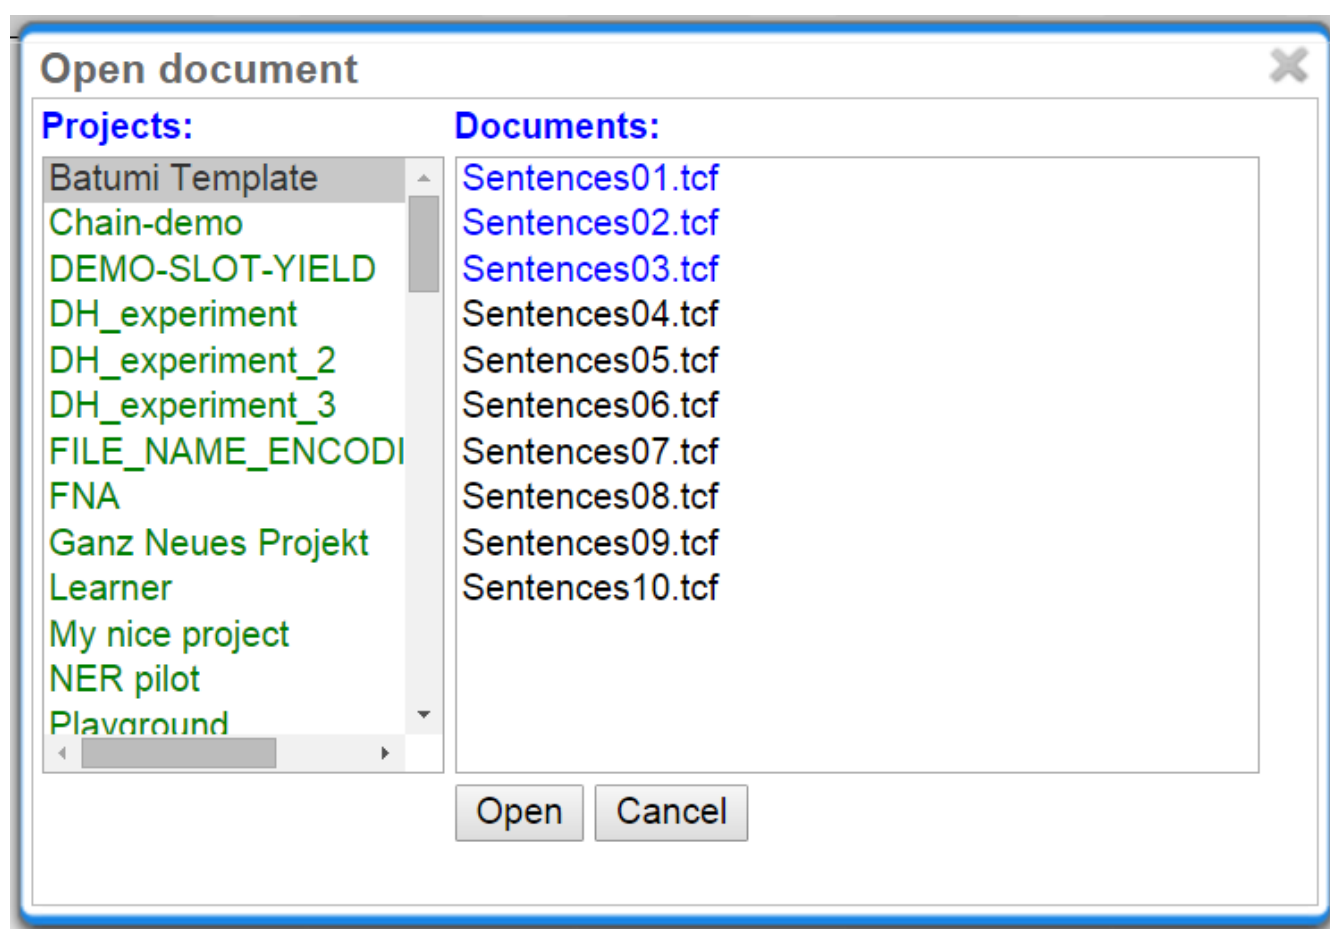 Open document
Projects:
Batumi Template
Chain-demo
DEMO-SLOT-YIELD
DH_experiment
DH_experiment_2
DH_experiment_3
FILE_NAME_ENCODI
FNA
Ganz Neues Projekt
Learner
My nice project
NER pilot
Playground
Documents:
Sentences01.tcf
Sentences02.tcf
Sentences03.tcf
Sentences04.tcf
Sentences05.tcf
Sentences06.tcf
Sentences07.tcf
Sentences08.tcf
Sentences09.tcf
Sentences10.tcf
Open Cancel